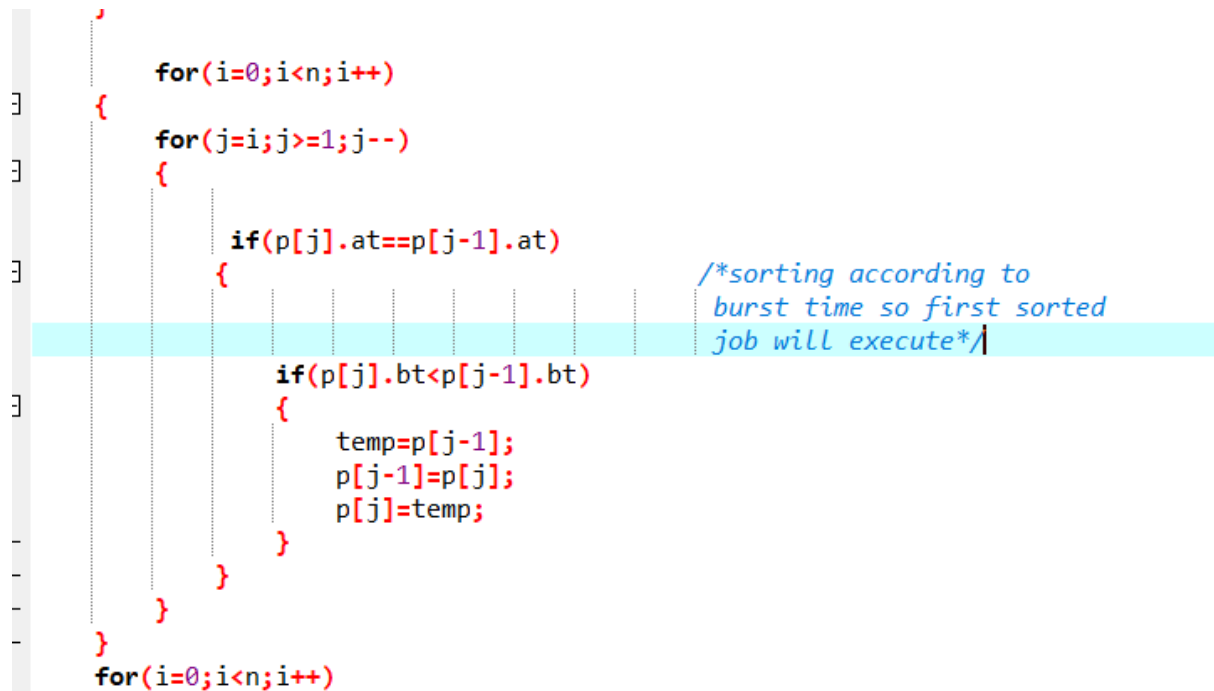 }
for(i=0;i<n;i++)
{
for(j=i;j>=1;j--)
{
if(p[j].at==p[j-1].at)
{ /*sorting according to
burst time so first sorted
job will execute*/
if(p[j].bt<p[j-1].bt)
{
temp=p[j-1];
p[j-1]=p[j];
p[j]=temp;
}
}
}
}
for(i=0;i<n;i++)